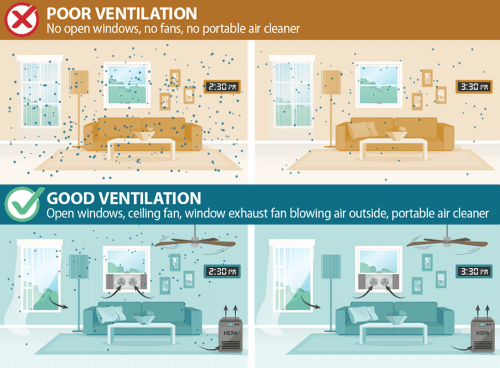 POOR VENTILATION
No open windows, no fans, no portable air cleaner
2:30 PM
3:30 PM
GOOD VENTILATION
Open windows, ceiling fan, window exhaust fan blowing air outside, portable air cleaner
2:30 PM
3:30 PM
HEPA
HEPA